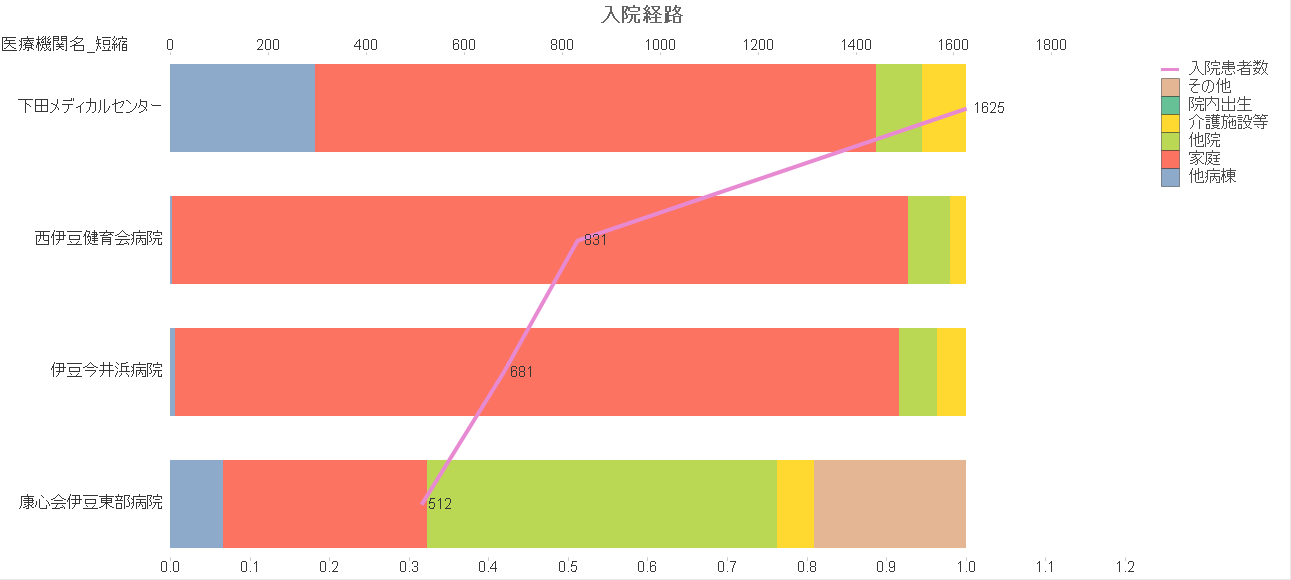 入院経路
医療機関名_短縮
0 200 400 600 800 1000 1200 1400 1600 1800
入院患者数
その他
院内出生
介護施設等
他院
家庭
他病棟
下田メディカルセンター
1625
西伊豆健育会病院
831
伊豆今井浜病院
681
康心会伊豆東部病院
512
0.0 0.1 0.2 0.3 0.4 0.5 0.6 0.7 0.8 0.9 1.0 1.1 1.2